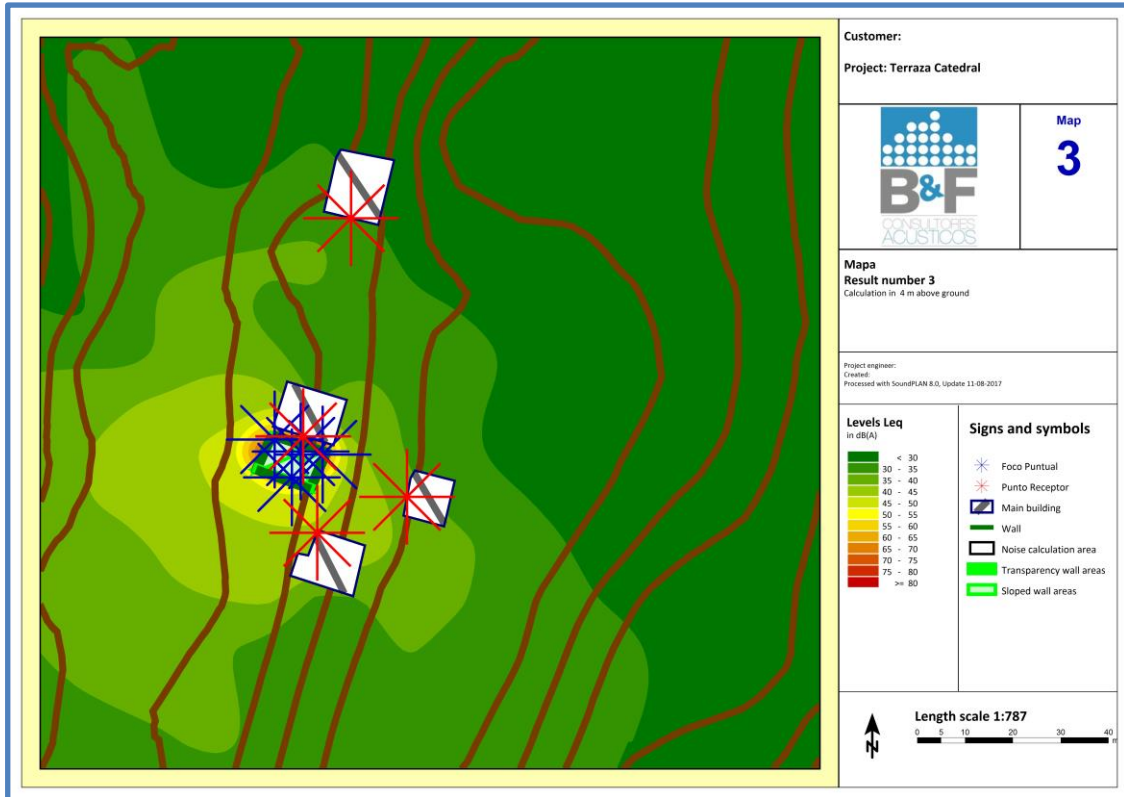 Customer:
Project: Terraza Catedral
Map
3
B&F
CONSULTORES
ACUSTICOS
Mapa
Result number 3
Calculation in 4 m above ground
Project engineer:
Created:
Processed with SoundPLAN 8.0, Update 11-08-2017
Levels Leq
in dB(A)
< 30
30 - 35
35 - 40
40 - 45
45 - 50
50 - 55
55 - 60
60 - 65
65 - 70
70 - 75
75 - 80
>= 80
Signs and symbols
Foco Puntual
Punto Receptor
Main building
Wall
Noise calculation area
Transparency wall areas
Sloped wall areas
N
Length scale 1:787
0 5 10 20 30 40
m